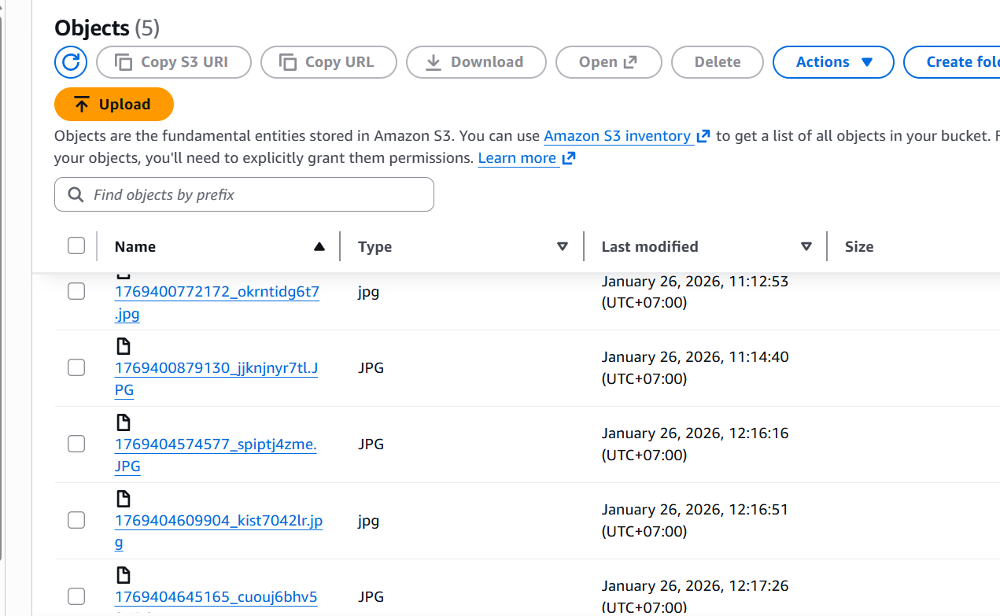 Objects (5)
Copy S3 URI
Copy URL
Download
Open
Delete
Actions
Create fol
Upload
Objects are the fundamental entities stored in Amazon S3. You can use Amazon S3 inventory to get a list of all objects in your bucket. F
your objects, you'll need to explicitly grant them permissions. Learn more
Find objects by prefix
Name Type Last modified Size
1769400772172_okrntidg6t7
.jpg
jpg
January 26, 2026, 11:12:53
(UTC+07:00)
1769400879130_jjknjnyr7tl.J
PG
JPG
January 26, 2026, 11:14:40
(UTC+07:00)
1769404574577_spiptj4zme.
JPG
JPG
January 26, 2026, 12:16:16
(UTC+07:00)
1769404609904_kist7042lr.jp
g
jpg
January 26, 2026, 12:16:51
(UTC+07:00)
1769404645165_cuouj6bhv5
JPG
January 26, 2026, 12:17:26
(UTC+07:00)